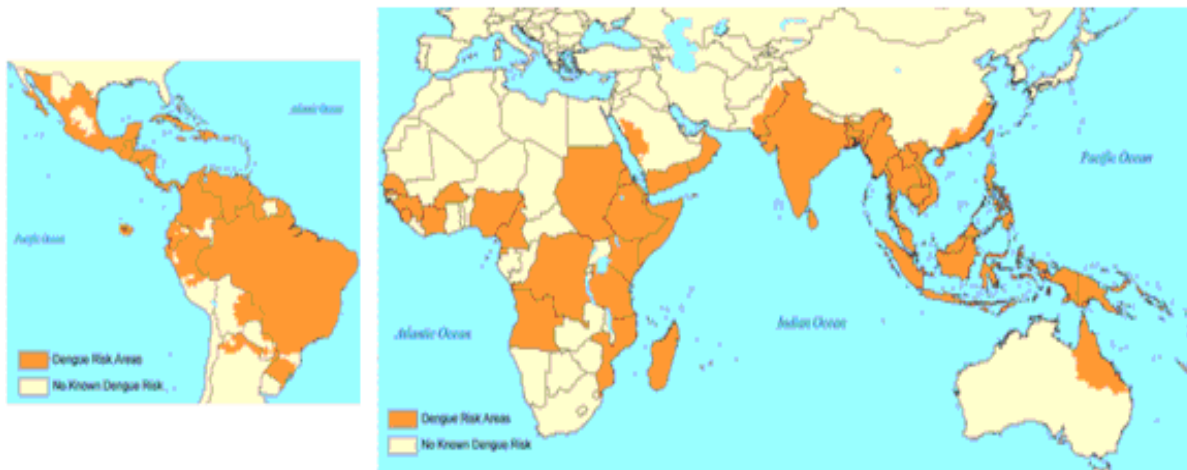 Atlantic Ocean
Pacific Ocean
Dengue Risk Areas
No Known Dengue Risk
Pacific Ocean
Atlantic Ocean
Indian Ocean
Dengue Risk Areas
No Known Dengue Risk